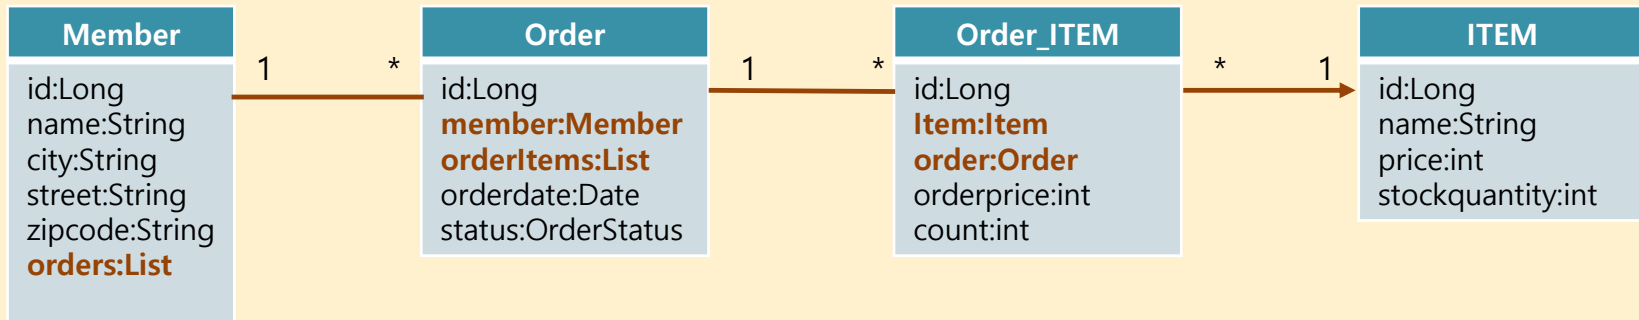 Member
id:Long
name:String
city:String
street:String
zipcode:String
orders:List
1
*
Order
id:Long
member:Member
orderItems:List
orderdate:Date
status:OrderStatus
1
*
Order_ITEM
id:Long
Item:Item
order:Order
orderprice:int
count:int
*
1
ITEM
id:Long
name:String
price:int
stockquantity:int